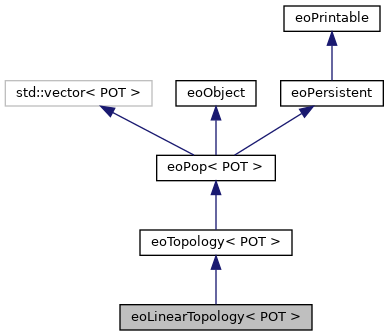 eoPrintable
std::vector< POT >
eoObject
eoPersistent
eoPop< POT >
eoTopology< POT >
eoLinearTopology< POT >